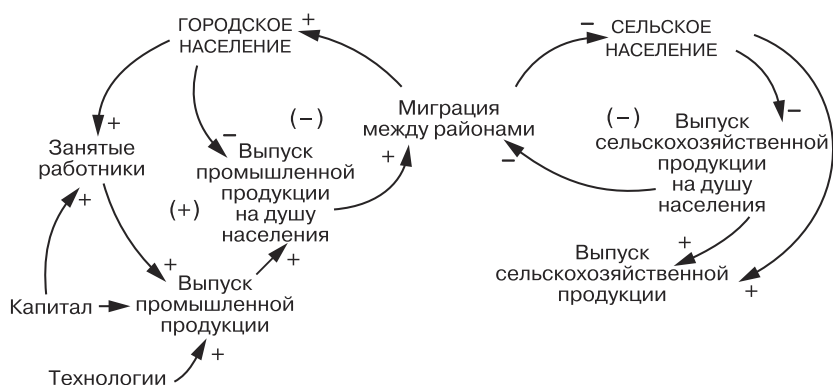 ГОРОДСКОЕ
НАСЕЛЕНИЕ
+
+
−
Миграция
между районами
+
−
(−)
Занятые
работники
+
Выпуск
промышленной
продукции
на душу
населения
+
(+)
+
Выпуск
промышленной
продукции
+
Капитал
Технологии
−
СЕЛЬСКОЕ
НАСЕЛЕНИЕ
−
(−)
Выпуск
сельскохозяйственной
продукции
на душу
населения
+
Выпуск
сельскохозяйственной
продукции
+